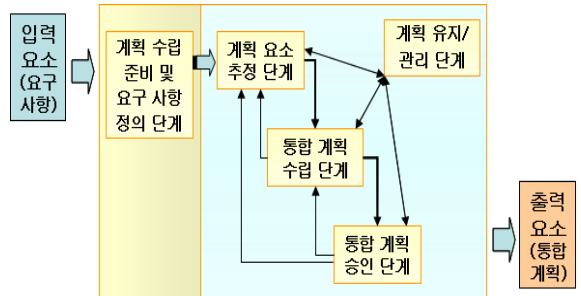 입력
요소
(요구
사항)
계획 수립
준비 및
요구 사항
정의 단계
계획 요소
추정 단계
계획 유지/
관리 단계
통합 계획
수립 단계
통합 계획
승인 단계
출력
요소
(통합
계획)